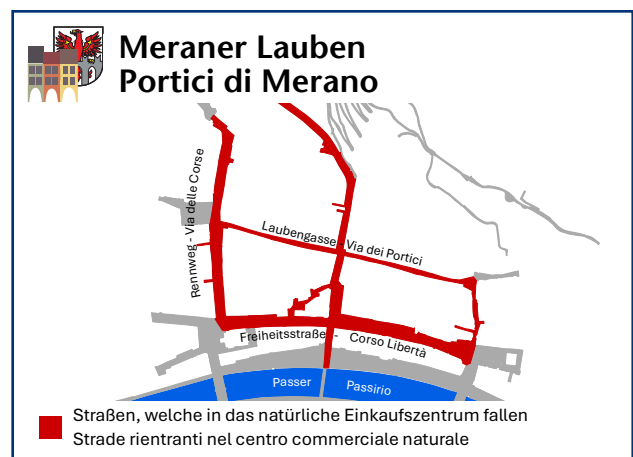 Meraner Lauben
Portici di Merano
Rennweg - Via delle Corse
Laubengasse - Via dei Portici
Freiheitsstraße - Corso Libertà
Passer Passirio
Straßen, welche in das natürliche Einkaufszentrum fallen
Strade rientranti nel centro commerciale naturale